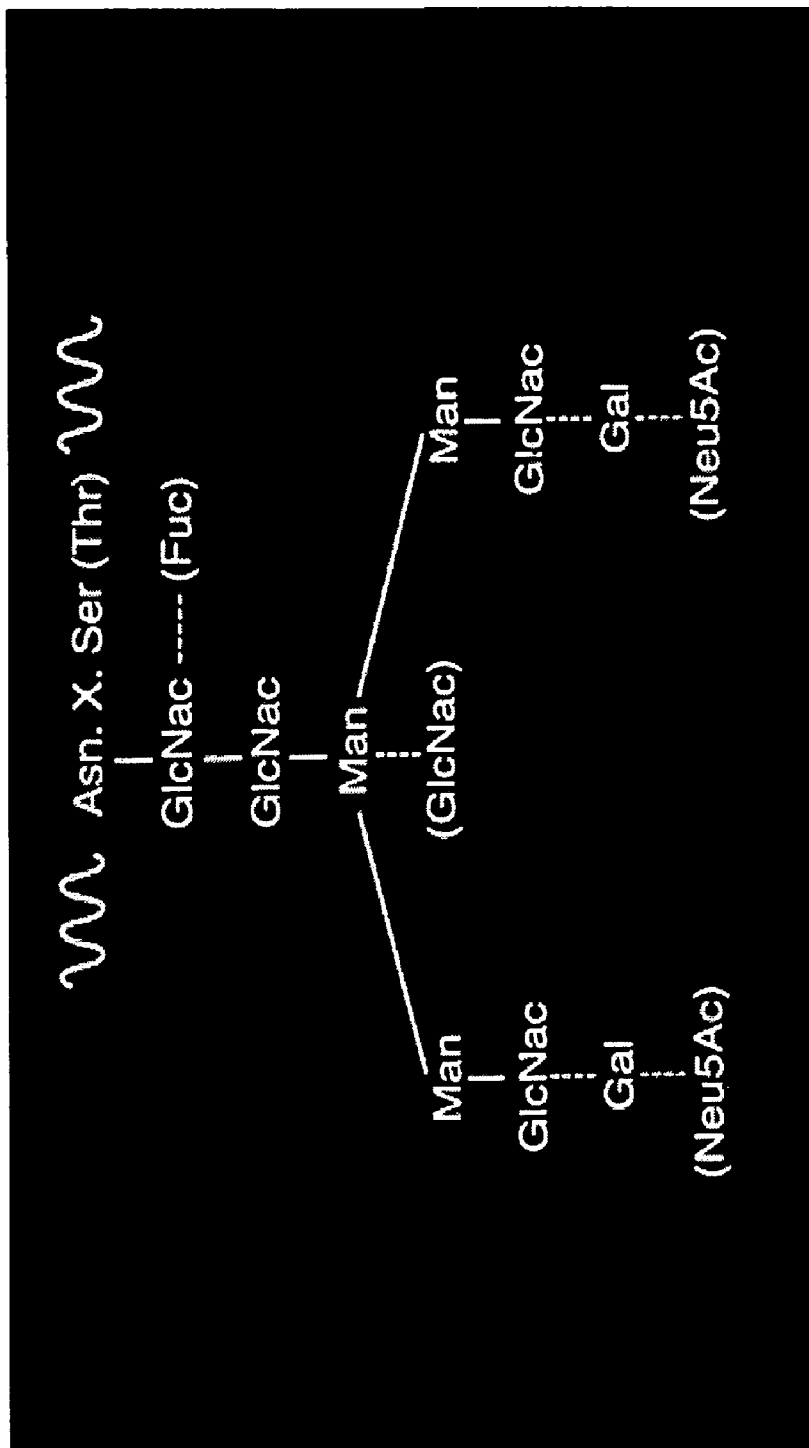 Asn. X. Ser (Thr)
GlcNac (Fuc)
GlcNac
Man
Man (GlcNac) Man
GlcNac GlcNac
Gal Gal
(Neu5Ac) (Neu5Ac)